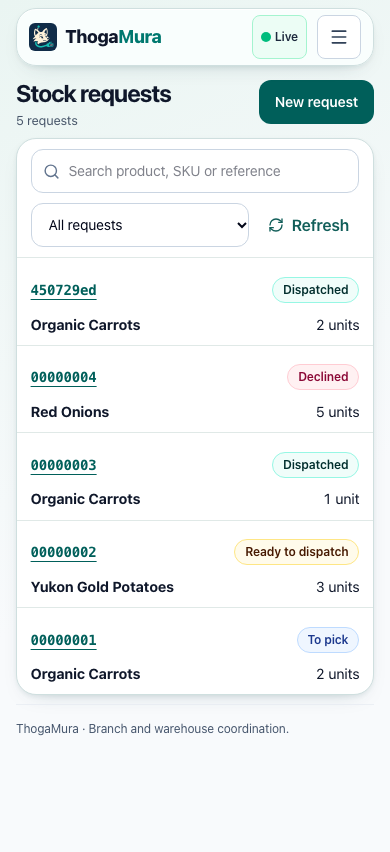 ThogaMura
Live
Stock requests
5 requests
New request
Search product, SKU or reference
All requests
Refresh
450729ed
Dispatched
Organic Carrots
2 units
00000004
Declined
Red Onions
5 units
00000003
Dispatched
Organic Carrots
1 unit
00000002
Ready to dispatch
Yukon Gold Potatoes
3 units
00000001
To pick
Organic Carrots
2 units
ThogaMura · Branch and warehouse coordination.